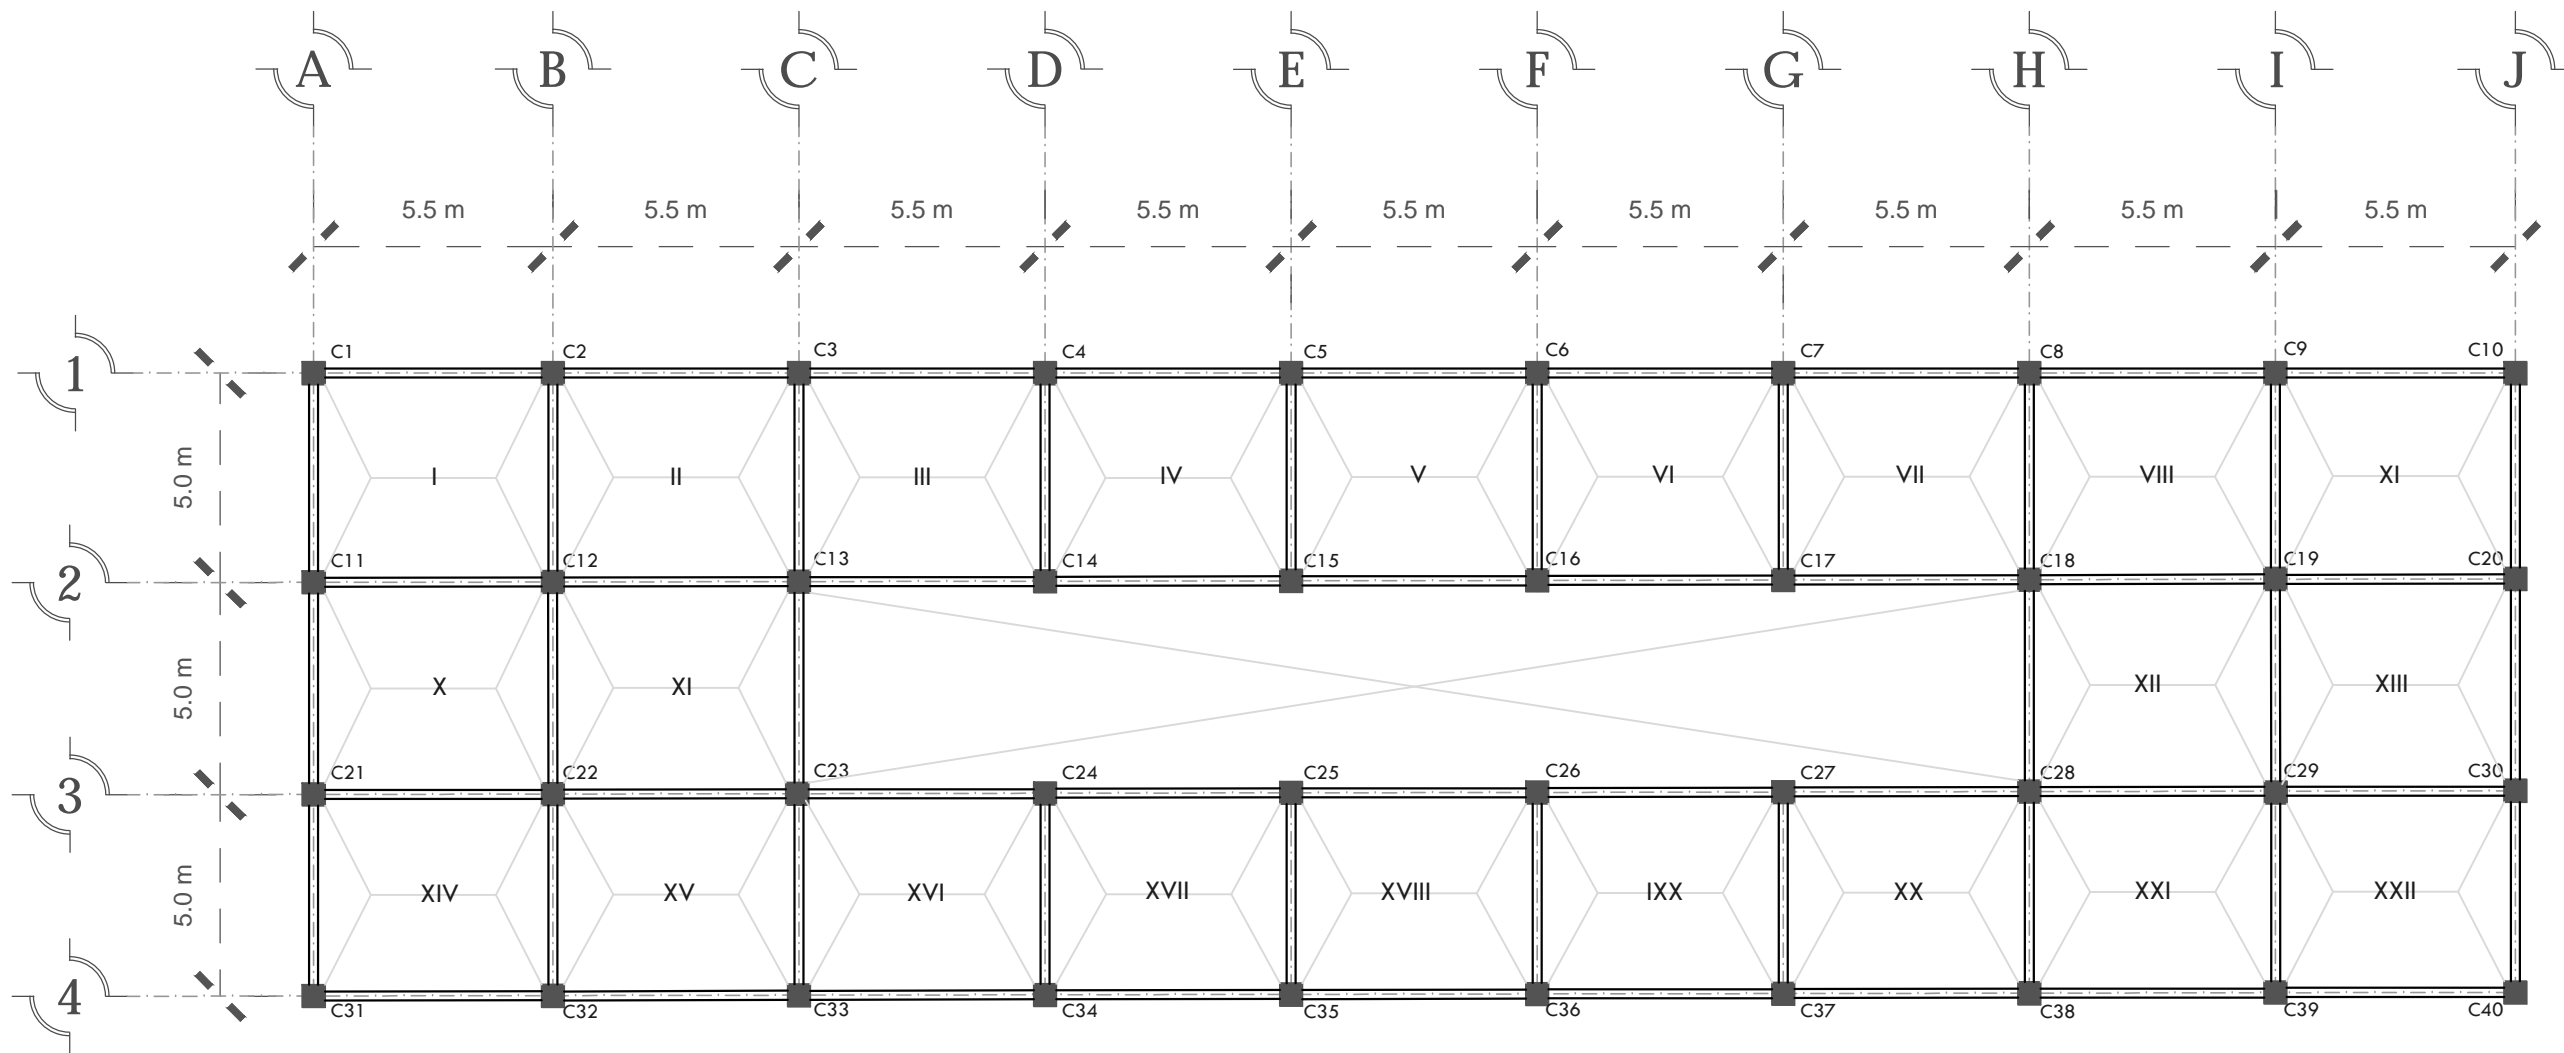 A B C D E F G H I J
5.5 m 5.5 m 5.5 m 5.5 m 5.5 m 5.5 m 5.5 m 5.5 m 5.5 m
C1 C2 C3 C4 C5 C6 C7 C8 C9 C10
1
5.0 m
I II III IV V VI VII VIII XI
C11 C12 C13 C14 C15 C16 C17 C18 C19 C20
2
5.0 m
X XI XII XIII
C21 C22 C23 C24 C25 C26 C27 C28 C29 C30
3
5.0 m
XIV XV XVI XVII XVIII IXX XX XXI XXII
4
C31 C32 C33 C34 C35 C36 C37 C38 C39 C40